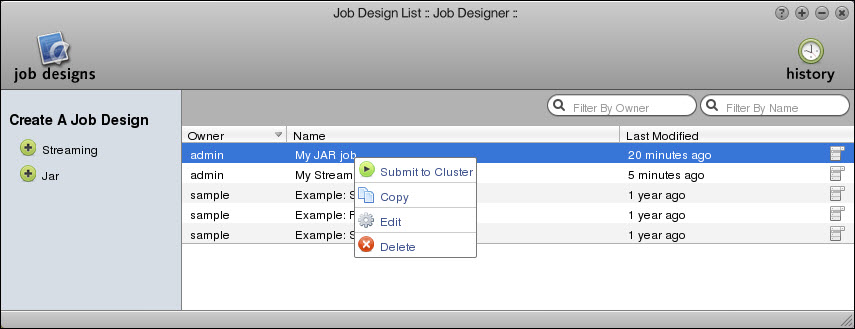 Job Design List :: Job Designer ::
job designs
history
Create A Job Design
Streaming
Jar
Filter By Owner
Filter By Name
Owner
Name
Last Modified
admin
My JAR job
20 minutes ago
admin
My Stream
5 minutes ago
sample
Example:
1 year ago
sample
Example:
1 year ago
sample
Example:
1 year ago
Submit to Cluster
Copy
Edit
Delete